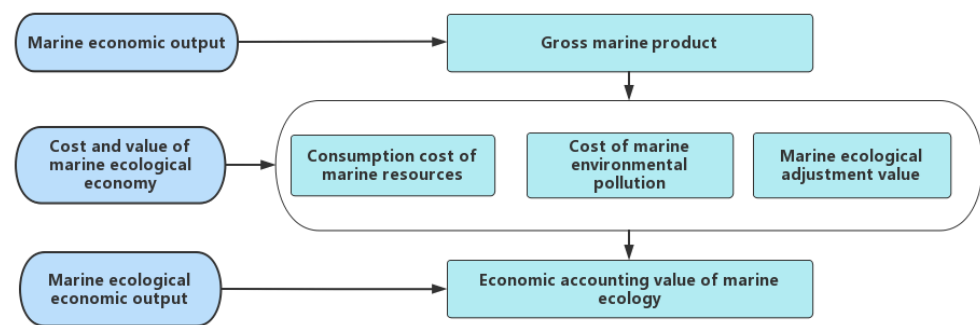 Marine economic output
Gross marine product
Cost and value of
marine ecological
economy
Consumption cost of
marine resources
Cost of marine
environmental
pollution
Marine ecological
adjustment value
Marine ecological
economic output
Economic accounting value of marine
ecology